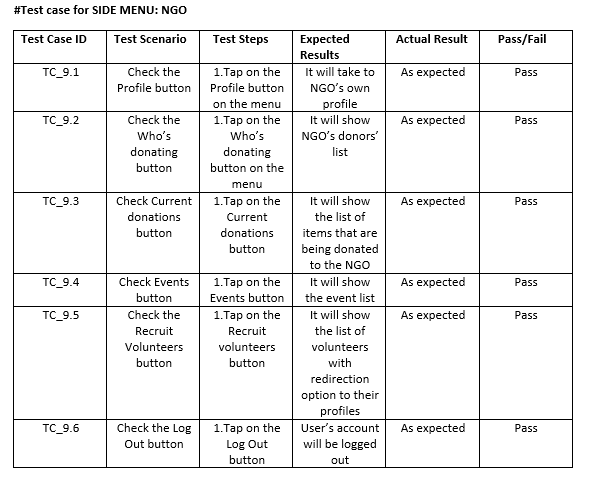 #Test case for SIDE MENU: NGO
Test Case ID Test Scenario Test Steps Expected Results Actual Result Pass/Fail
TC_9.1 Check the Profile button 1.Tap on the Profile button on the menu It will take to NGO's own profile As expected Pass
TC_9.2 Check the Who's donating button 1.Tap on the Who's donating button on the menu It will show NGO's donors' list As expected Pass
TC_9.3 Check Current donations button 1.Tap on the Current donations button It will show the list of items that are being donated to the NGO As expected Pass
TC_9.4 Check Events button 1.Tap on the Events button It will show the event list As expected Pass
TC_9.5 Check the Recruit Volunteers button 1.Tap on the Recruit volunteers button It will show the list of volunteers with redirection option to their profiles As expected Pass
TC_9.6 Check the Log Out button 1.Tap on the Log Out button User's account will be logged out As expected Pass